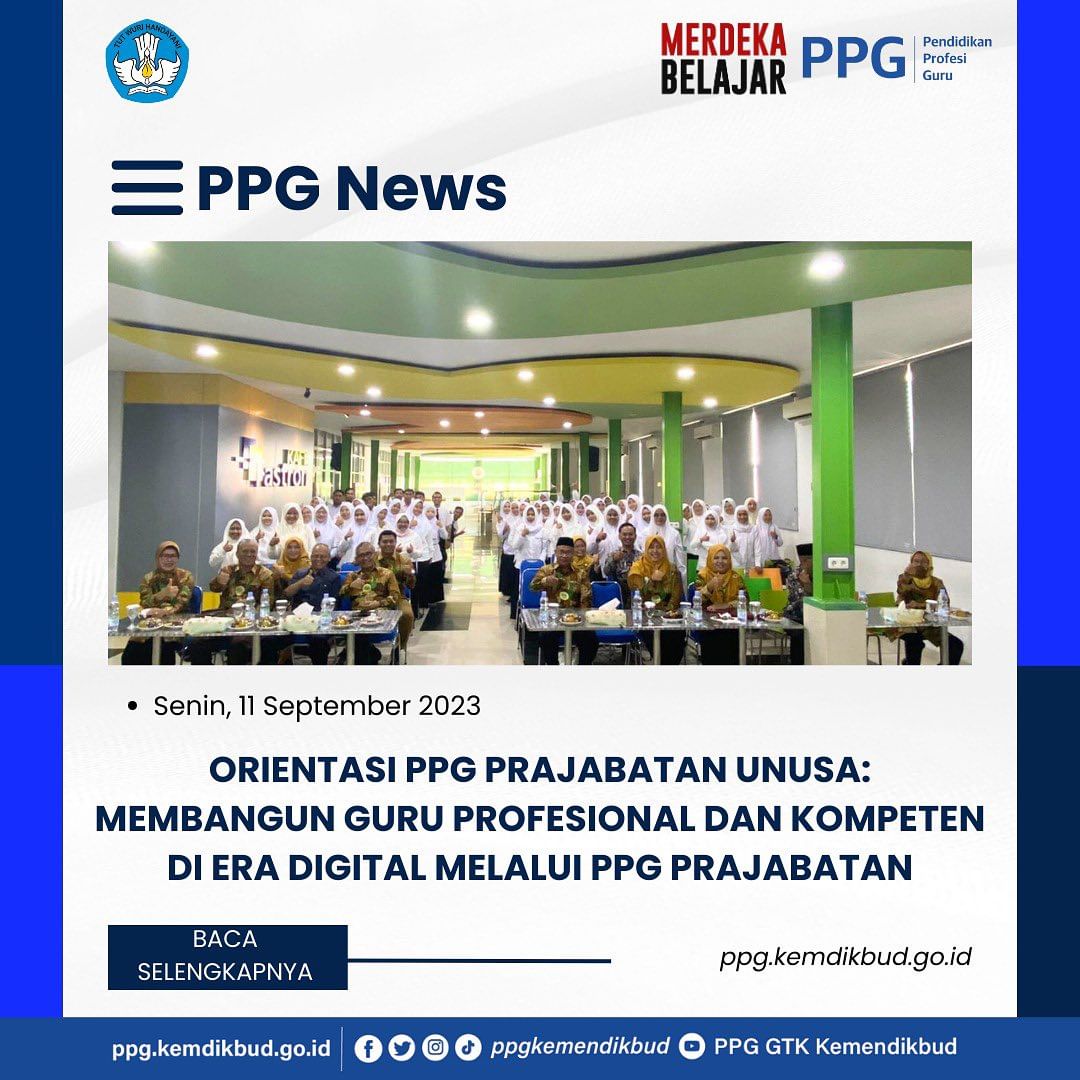 TUT WURI HANDAYANI
MERDEKA
BELAJAR
PPG
Pendidikan
Profesi
Guru
PPG News
KAFE
astron
Senin, 11 September 2023
ORIENTASI PPG PRAJABATAN UNUSA:
MEMBANGUN GURU PROFESIONAL DAN KOMPETEN
DI ERA DIGITAL MELALUI PPG PRAJABATAN
BACA
SELENGKAPNYA
ppg.kemdikbud.go.id
ppg.kemdikbud.go.id
ppgkemendikbud
PPG GTK Kemendikbud